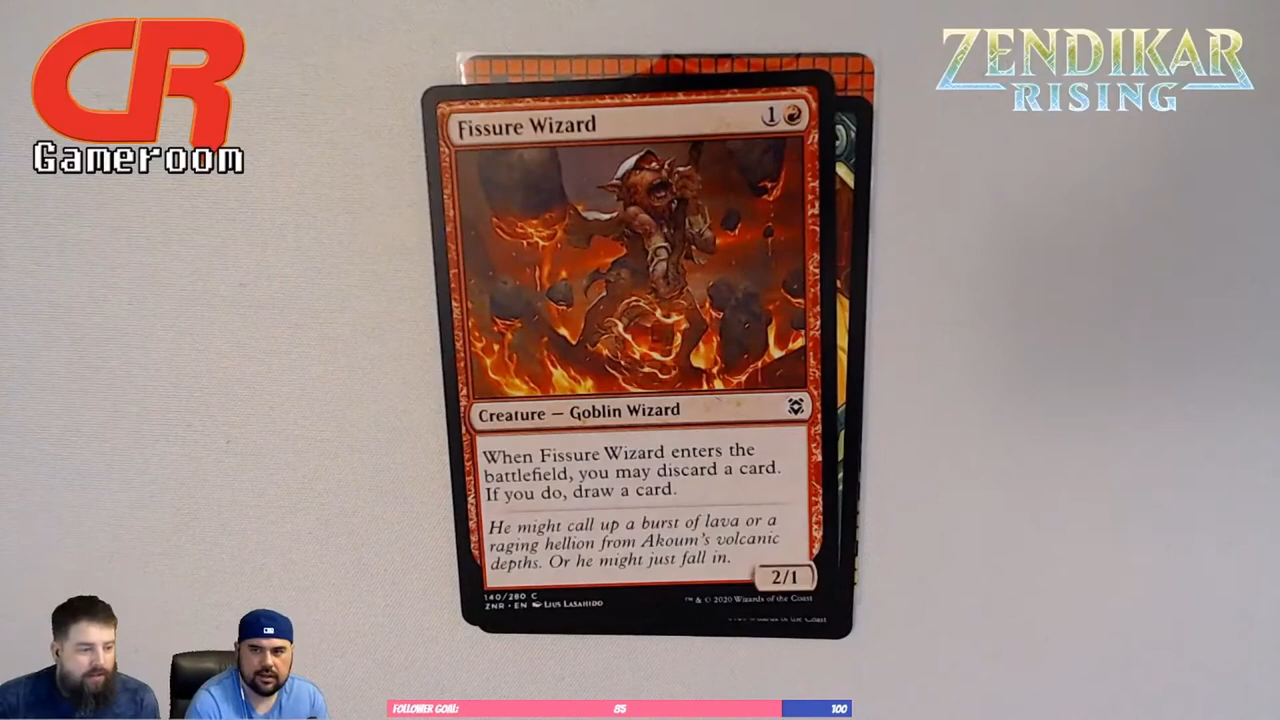 CR
Gameroom
ZENDIKAR
RISING
Fissure Wizard
1
Creature — Goblin Wizard
When Fissure Wizard enters the
battlefield, you may discard a card.
If you do, draw a card.
He might call up a burst of lava or a
raging hellion from Akoum's volcanic
depths. Or he might just fall in.
2/1
140/280 C
ZNR • EN Lius Lasahido
™ & © 2020 Wizards of the Coast
the Coast
FOLLOWER GOAL: 85 100